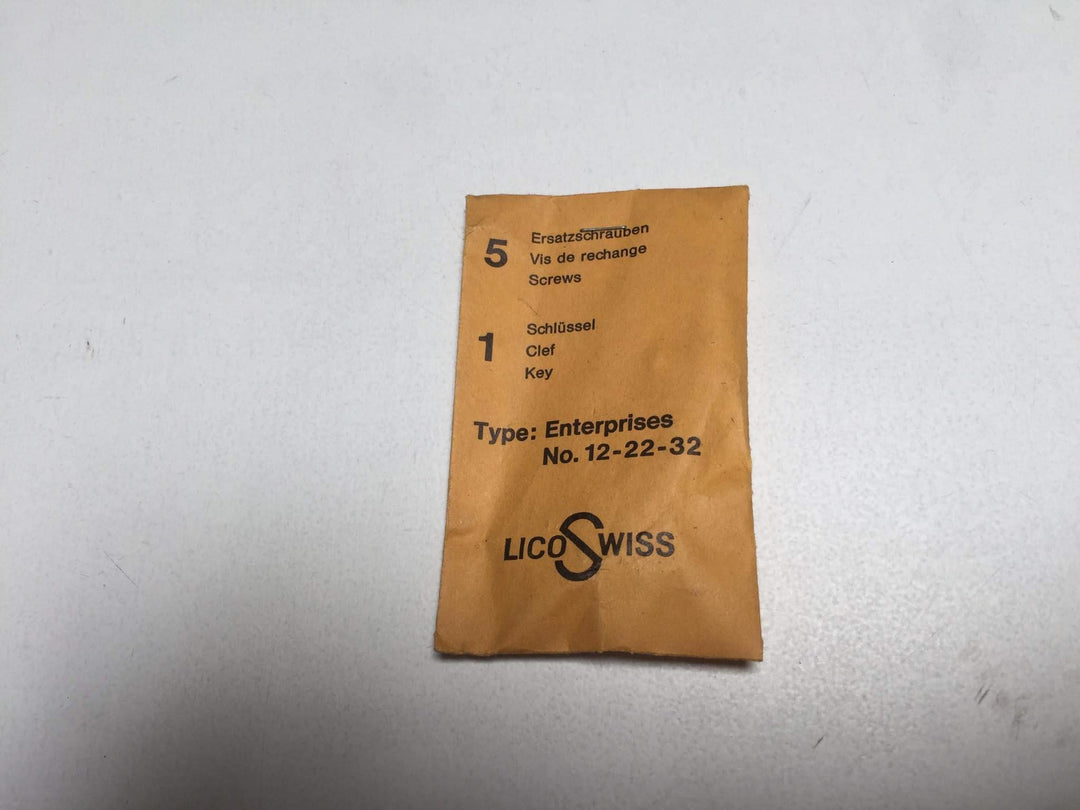 5 Ersatzschrauben
Vis de rechange
Screws
1 Schlüssel
Clef
Key
Type: Enterprises
No. 12-22-32
LICOSWISS